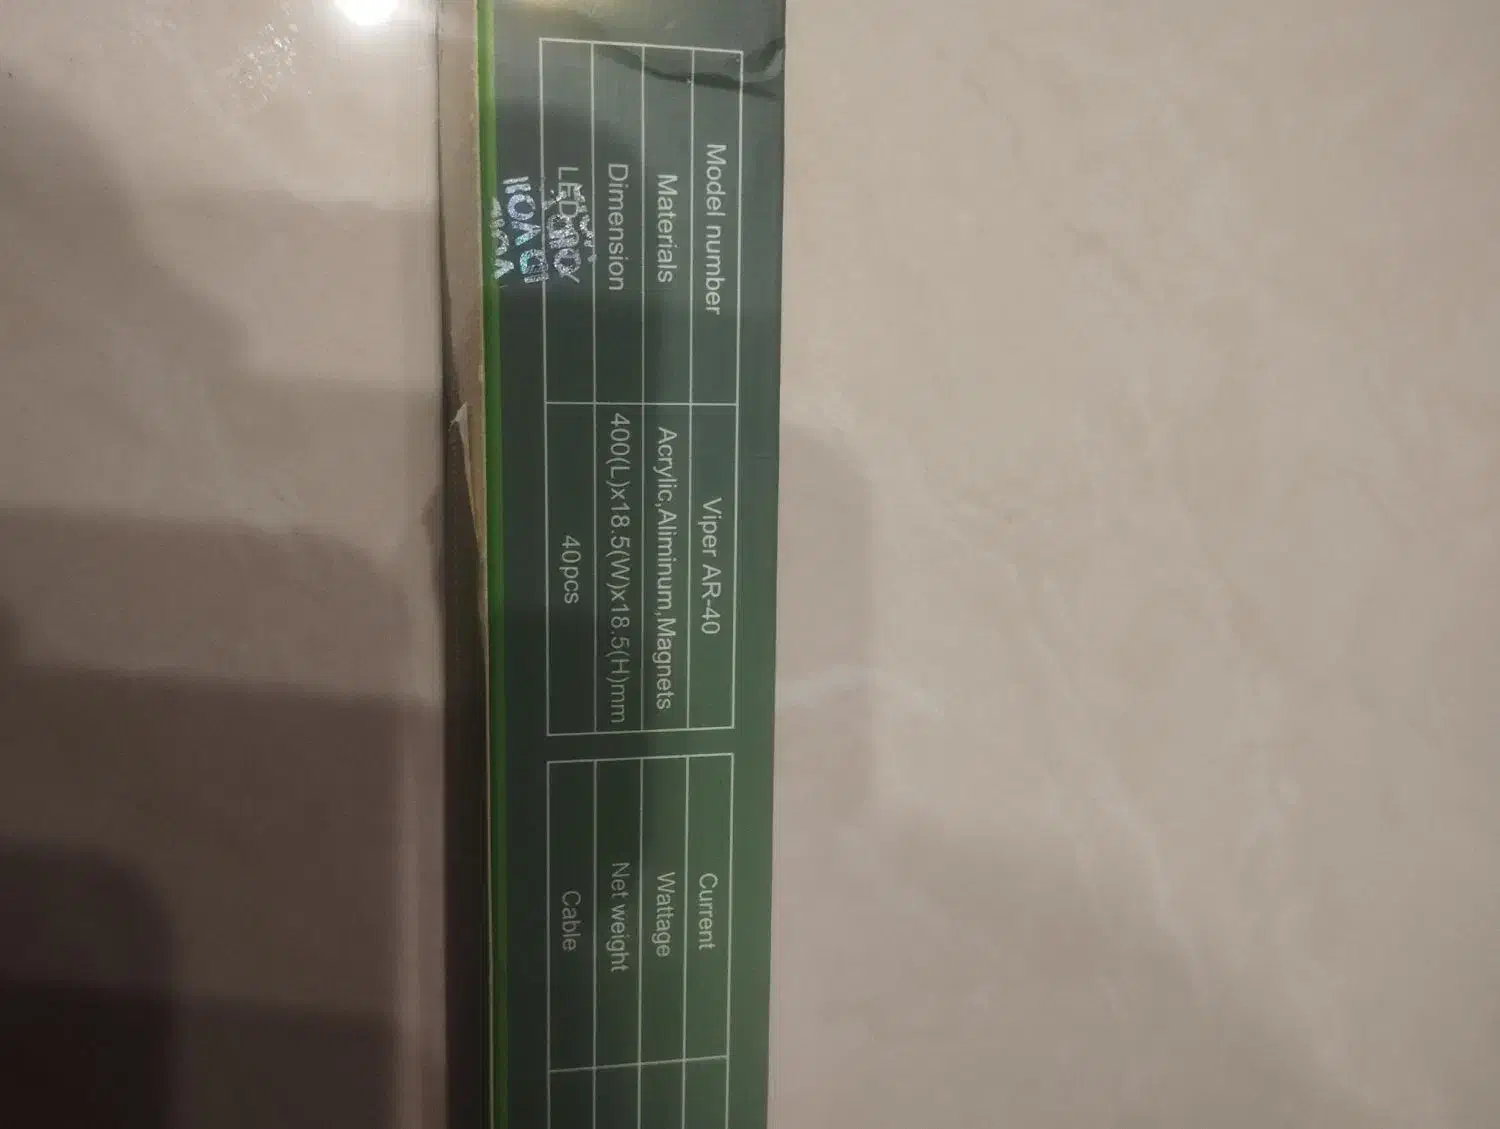 Model number Viper AR-40
Materials Acrylic,Aliminum,Magnets
Dimension 400(L)x18.5(W)x18.5(H)mm
LED 40pcs
Current
Wattage
Net weight
Cable